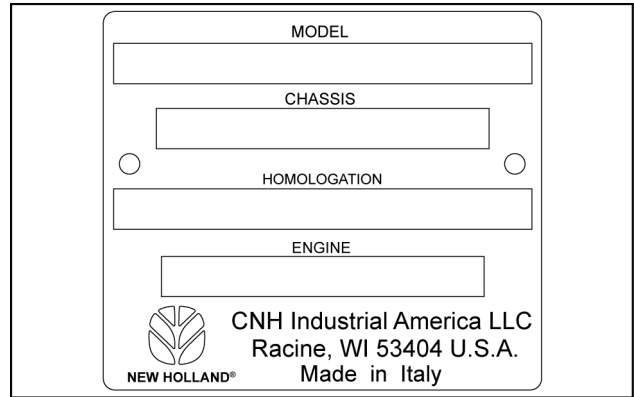 MODEL
CHASSIS
HOMOLOGATION
ENGINE
CNH Industrial America LLC
Racine, WI 53404 U.S.A.
Made in Italy
NEW HOLLAND®